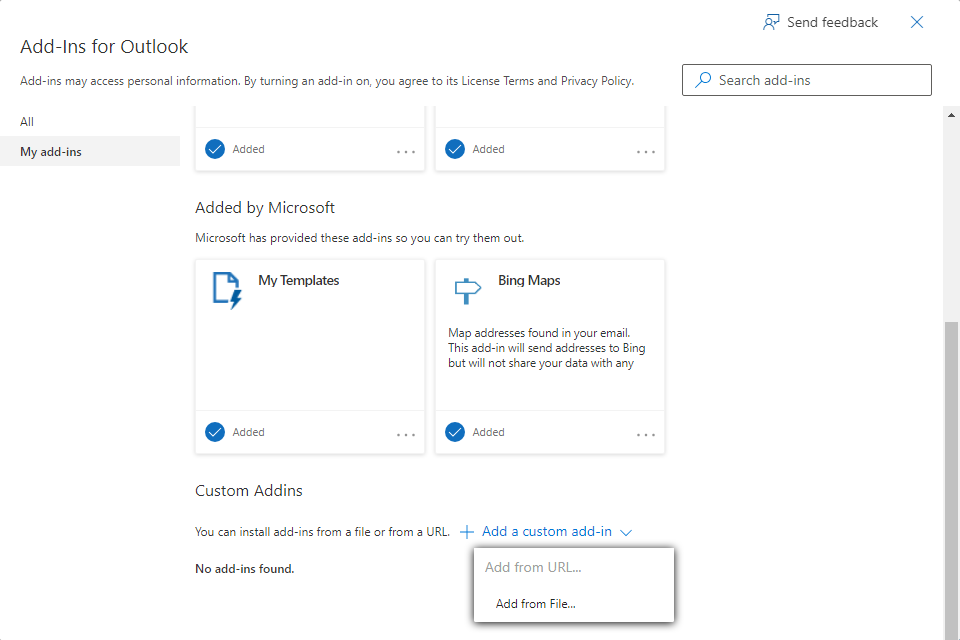 Send feedback
Add-Ins for Outlook
Add-ins may access personal information. By turning an add-in on, you agree to its License Terms and Privacy Policy.
Search add-ins
All
My add-ins
Added
Added
Added by Microsoft
Microsoft has provided these add-ins so you can try them out.
My Templates
Bing Maps
Map addresses found in your email.
This add-in will send addresses to Bing
but will not share your data with any
Added
Added
Custom Addins
You can install add-ins from a file or from a URL.
Add a custom add-in
No add-ins found.
Add from URL...
Add from File...